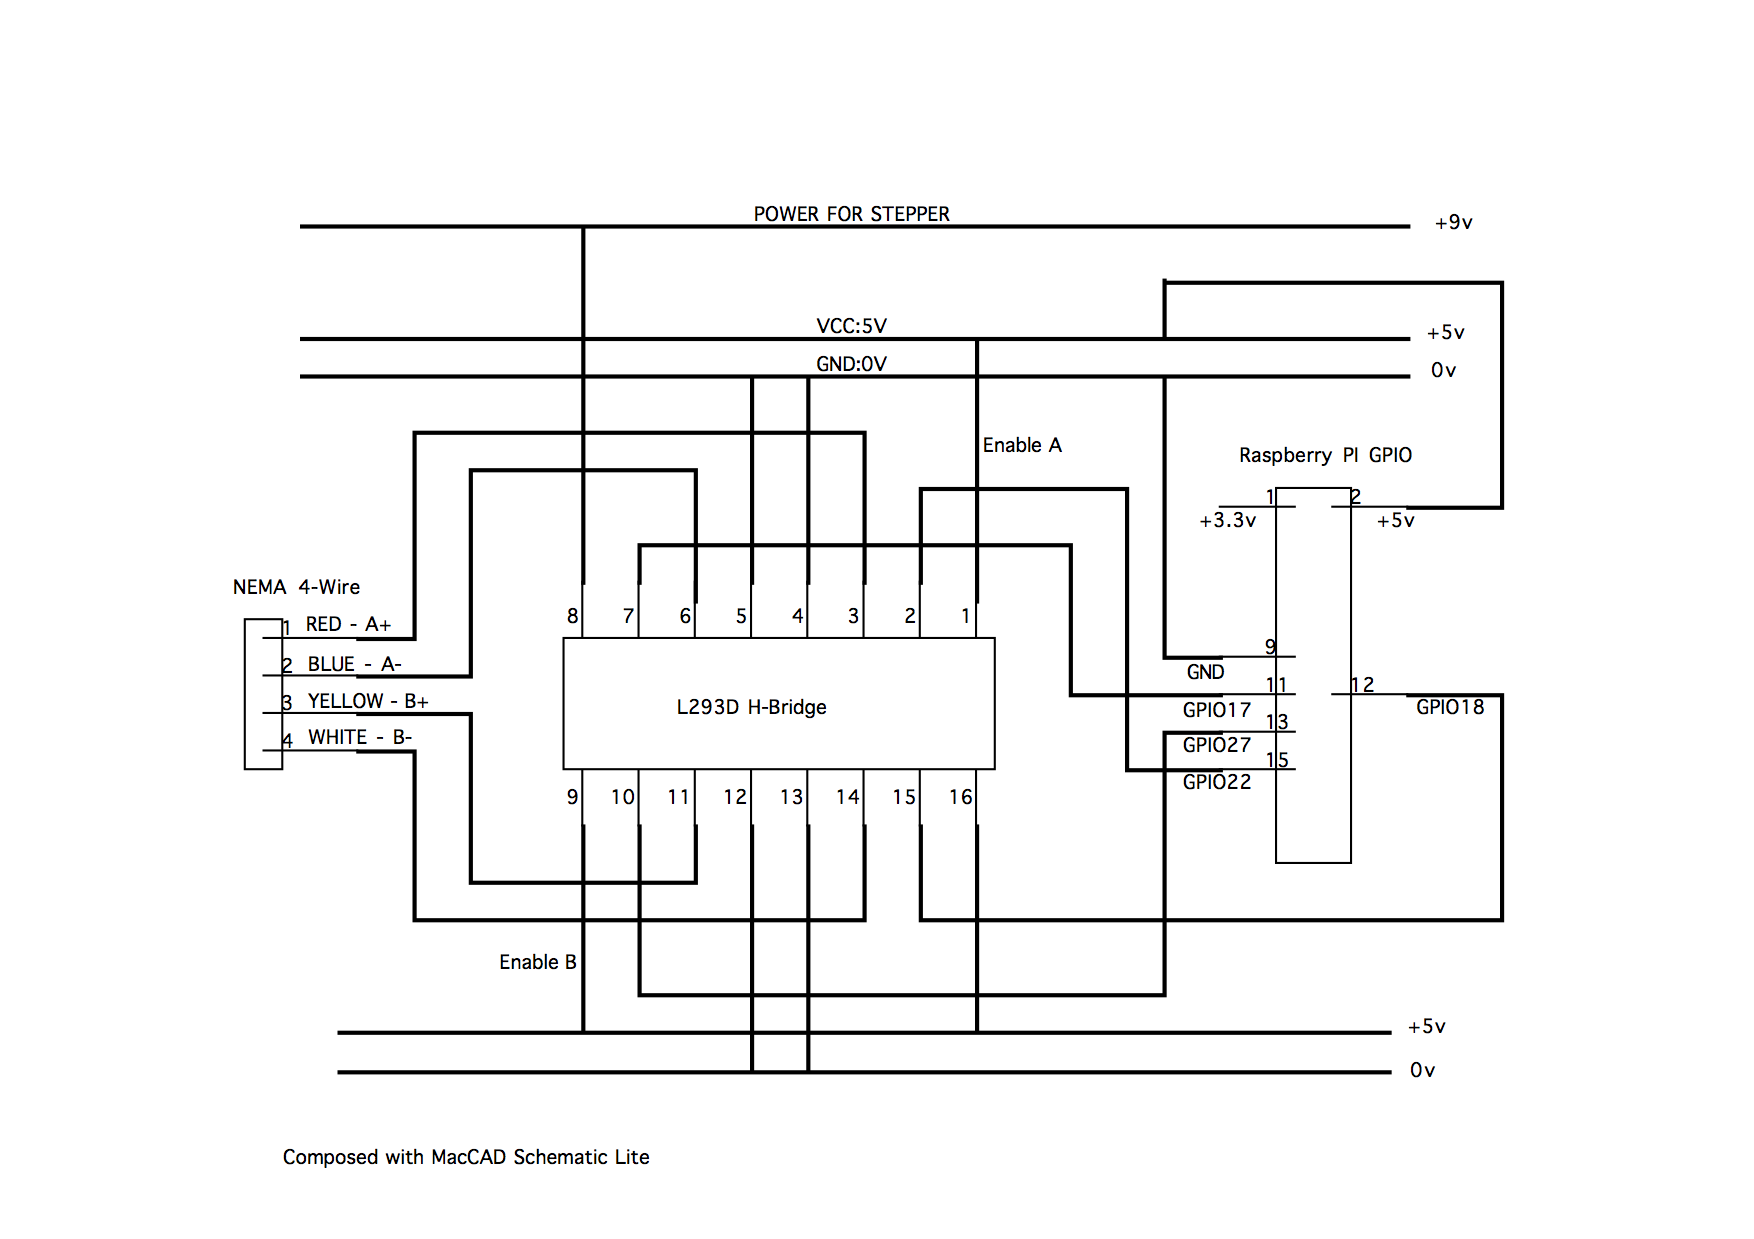 POWER FOR STEPPER
+9v
VCC:5V
+5v
GND:0V
0v
Enable A
Raspberry PI GPIO
1
2
+3.3v
+5v
NEMA 4-Wire
8 7 6 5 4 3 2 1
1 RED - A+
2 BLUE - A-
3 YELLOW - B+
4 WHITE - B-
L293D H-Bridge
9
GND
11
12
GPIO17
GPIO18
13
GPIO27
15
GPIO22
9 10 11 12 13 14 15 16
Enable B
+5v
0v
Composed with MacCAD Schematic Lite